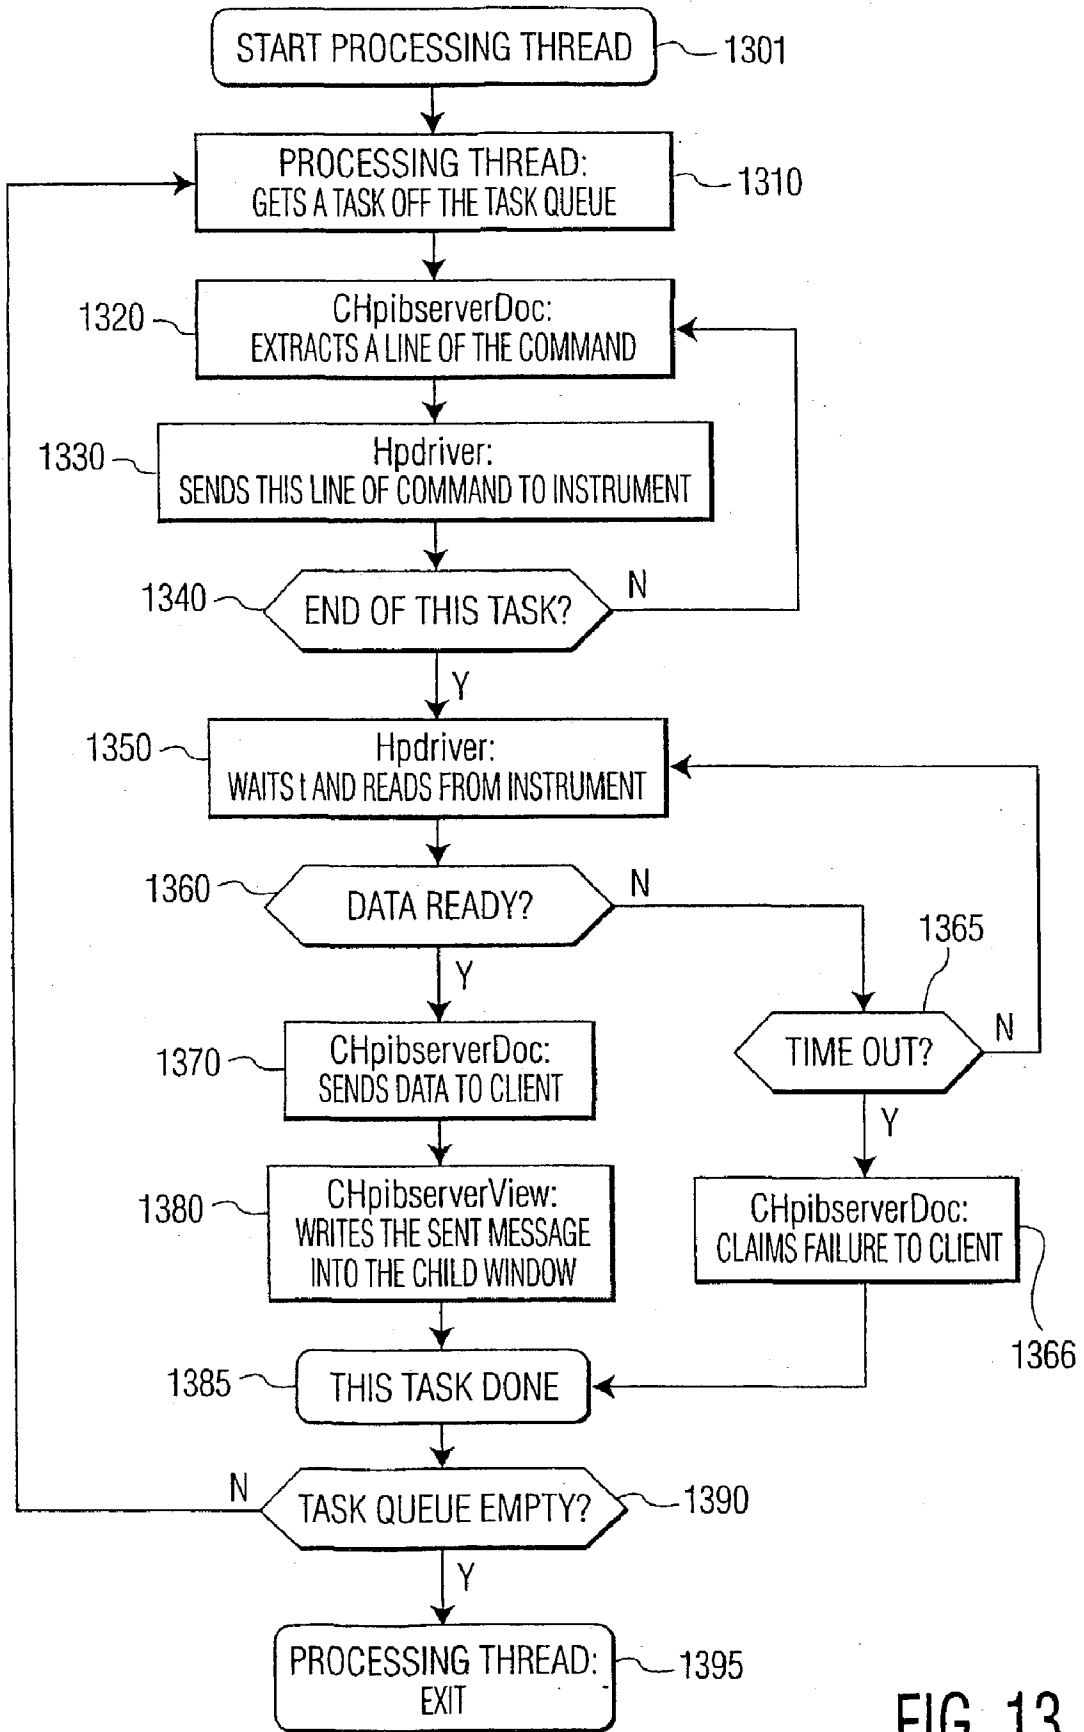 START PROCESSING THREAD
1301
PROCESSING THREAD:
GETS A TASK OFF THE TASK QUEUE
1310
1320
CHpibserverDoc:
EXTRACTS A LINE OF THE COMMAND
1330
Hpdriver:
SENDS THIS LINE OF COMMAND TO INSTRUMENT
1340
END OF THIS TASK?
N
Y
1350
Hpdriver:
WAITS t AND READS FROM INSTRUMENT
1360
DATA READY?
N
Y
1365
TIME OUT?
N
Y
1370
CHpibserverDoc:
SENDS DATA TO CLIENT
1380
CHpibserverView:
WRITES THE SENT MESSAGE
INTO THE CHILD WINDOW
CHpibserverDoc:
CLAIMS FAILURE TO CLIENT
1366
1385
THIS TASK DONE
N
TASK QUEUE EMPTY?
1390
Y
PROCESSING THREAD:
EXIT
1395
FIG. 13